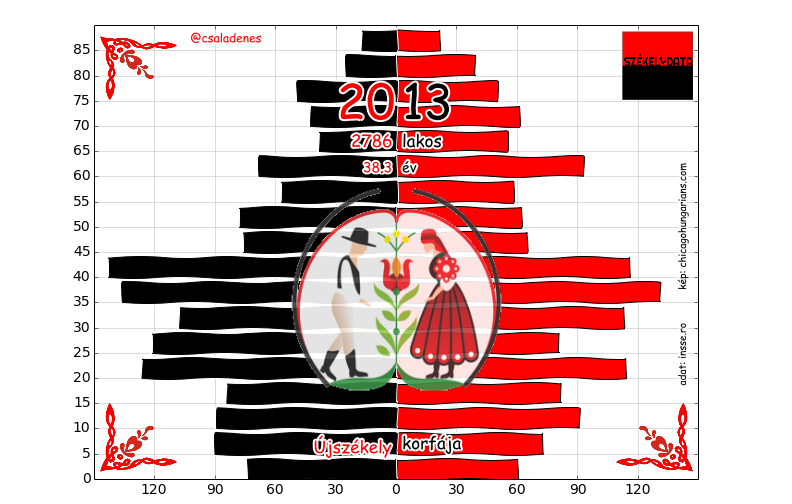 @csaladenes
SZÉKELYDATA
2013
2786 lakos
38.3 év
kép: chicagohungarians.com
adat: insse.ro
Újszékely korfája
85
80
75
70
65
60
55
50
45
40
35
30
25
20
15
10
5
0
120 90 60 30 0 30 60 90 120